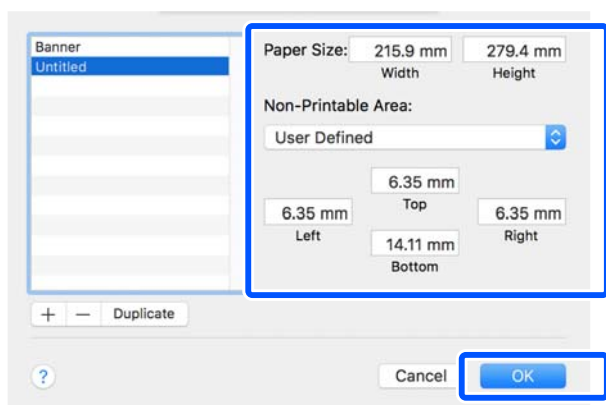 Banner
Untitled
Paper Size: 215.9 mm 279.4 mm
Width Height
Non-Printable Area:
User Defined
6.35 mm
Top
6.35 mm 6.35 mm
Left Right
14.11 mm
Bottom
+ − Duplicate
? Cancel OK